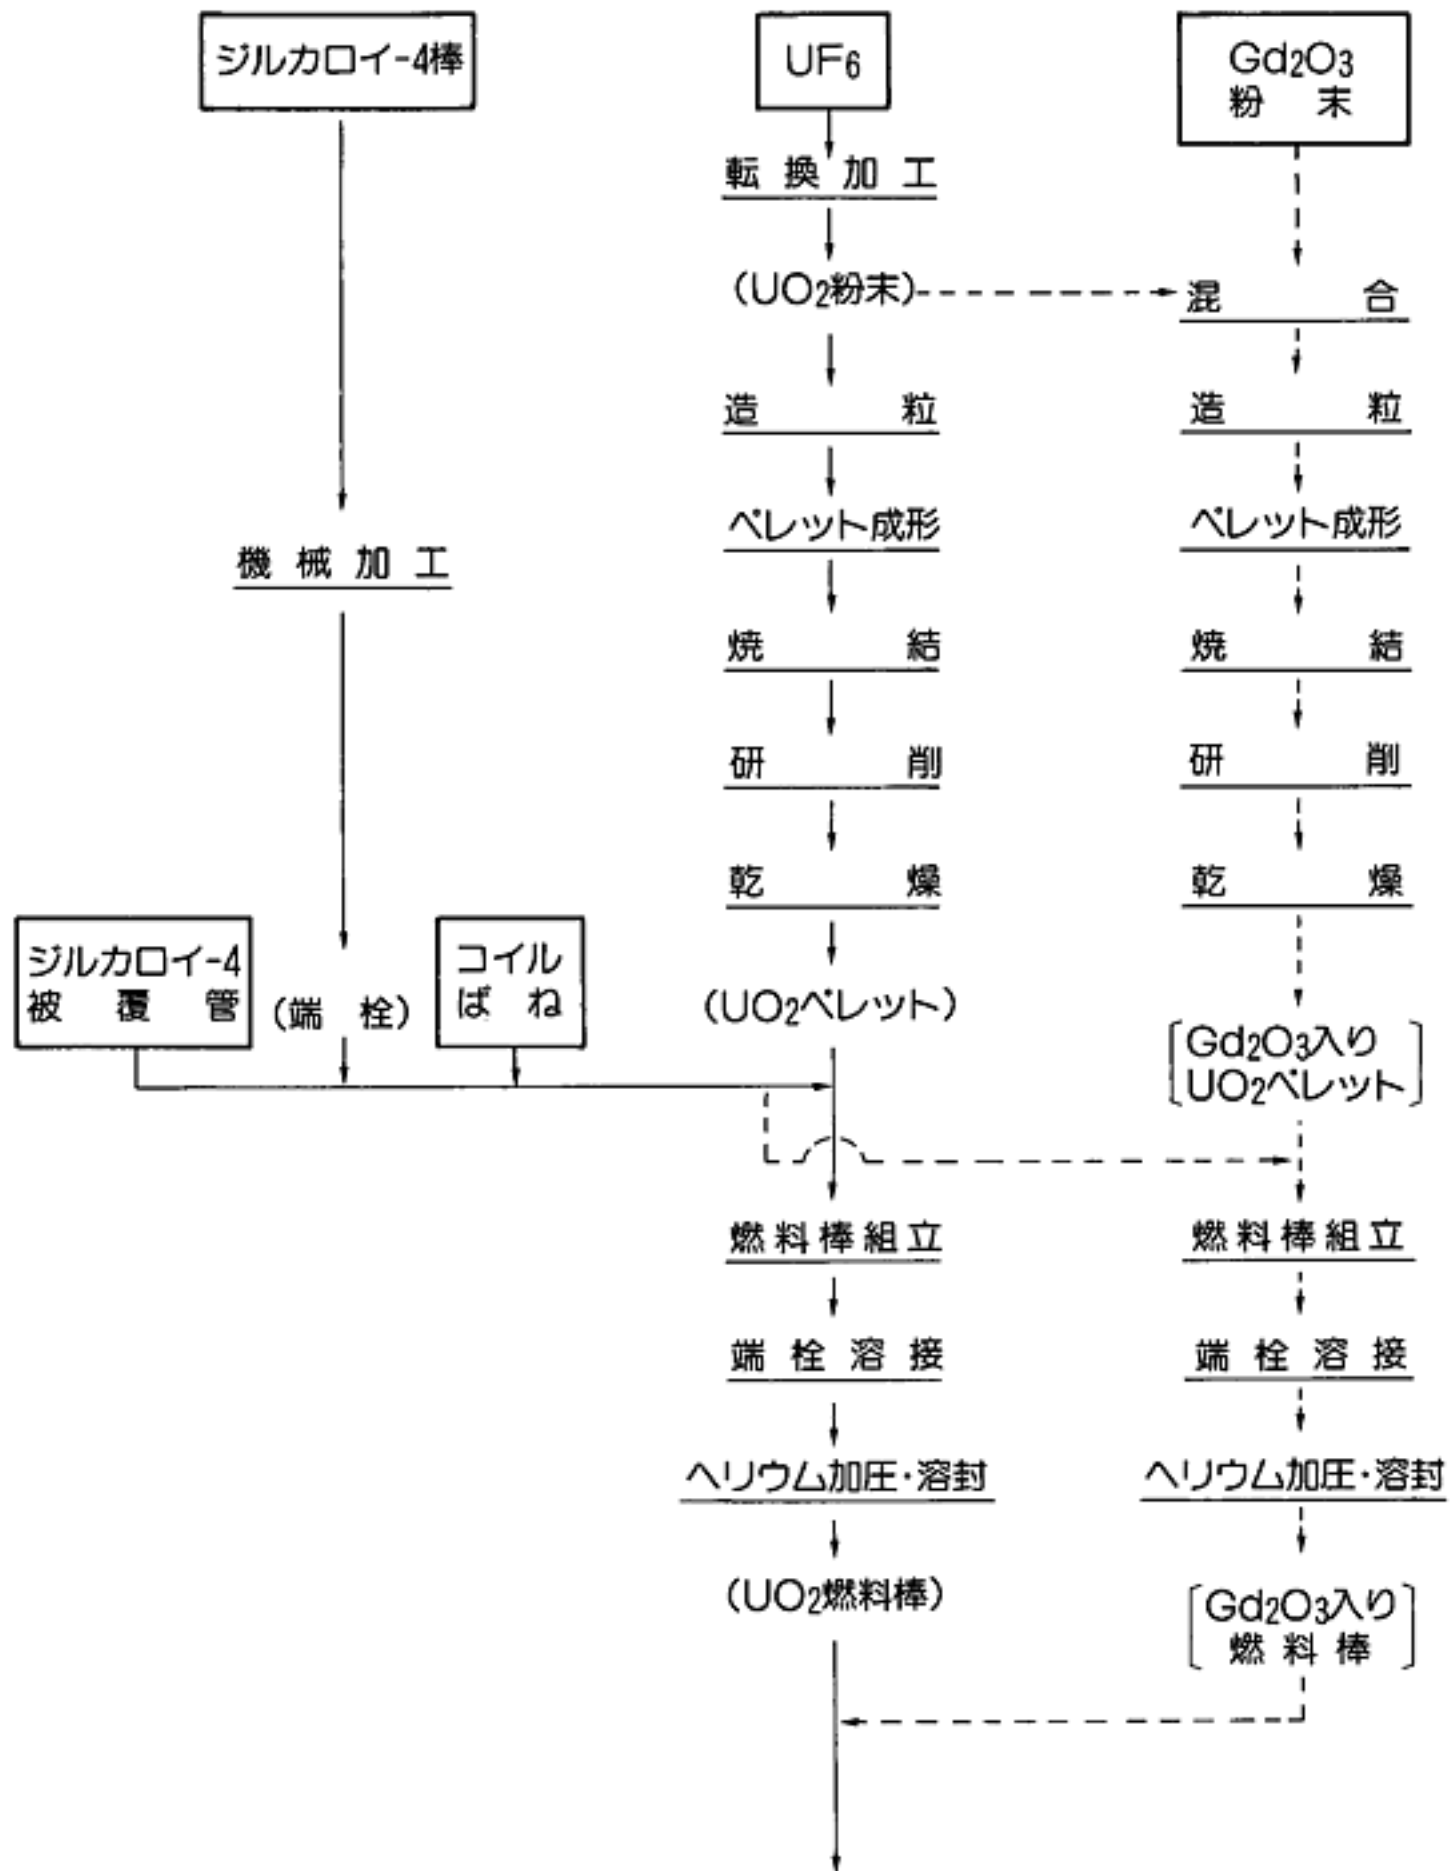 ジルカロイ-4棒
UF6
Gd2O3
粉末
転換加工
(UO2粉末)
混合
造粒
造粒
ペレット成形
ペレット成形
機械加工
焼結
焼結
研削
研削
乾燥
乾燥
ジルカロイ-4
被覆管
(端栓)
コイル
ばね
(UO2ペレット)
Gd2O3入り
UO2ペレット
燃料棒組立
燃料棒組立
端栓溶接
端栓溶接
ヘリウム加圧・溶封
ヘリウム加圧・溶封
(UO2燃料棒)
Gd2O3入り
燃料棒